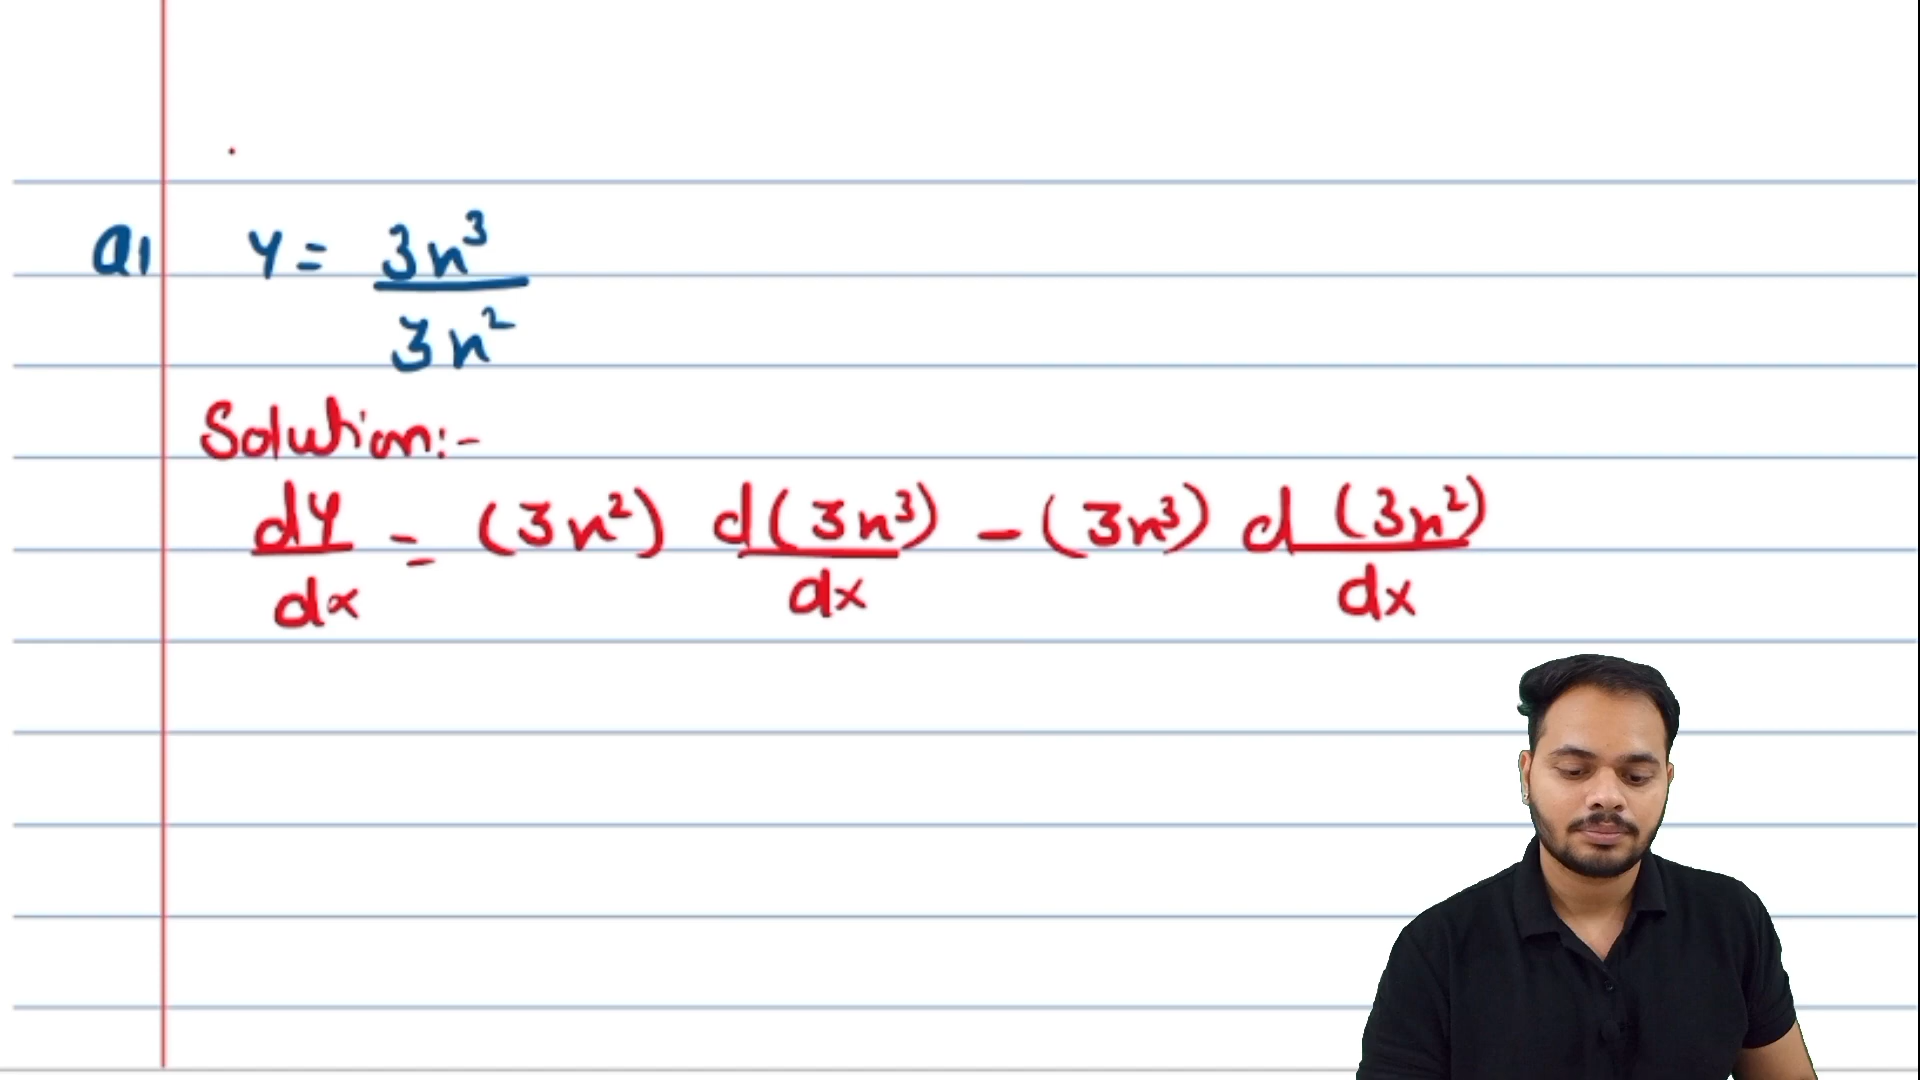 Q1 y = 3x³
3x²
Solution:-
dy = (3x²) d(3x³) - (3x³) d (3x²)
dx dx dx